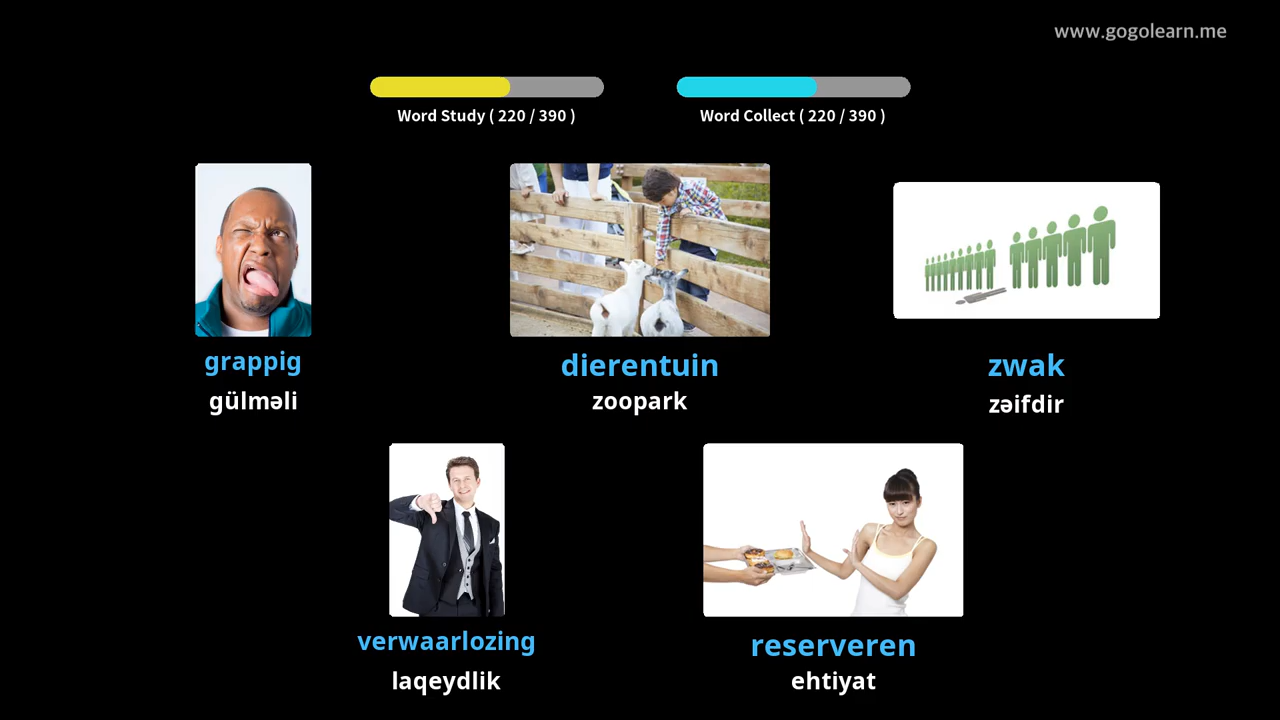 www.gogolearn.me
Word Study ( 220 / 390 )
Word Collect ( 220 / 390 )
grappig
gülməli
dierentuin
zoopark
zwak
zəifdir
verwaarlozing
laqeydlik
reserveren
ehtiyat